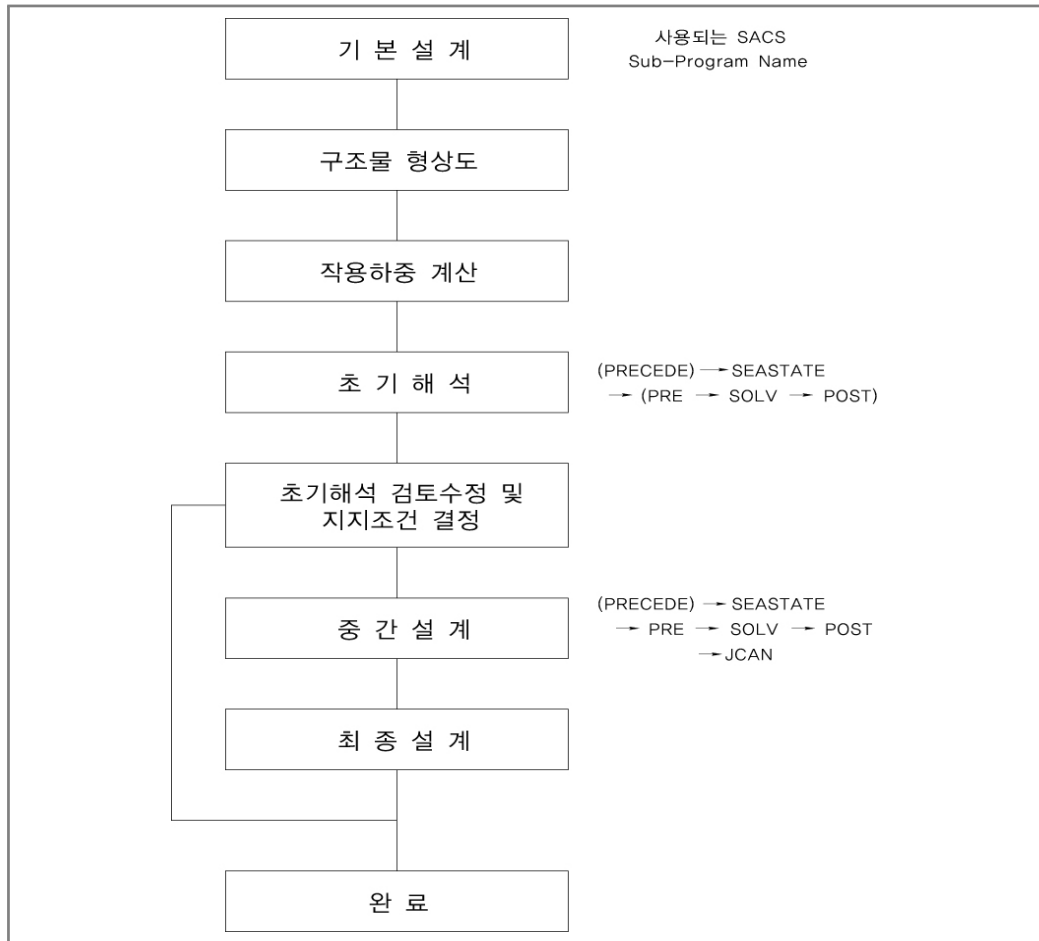 기 본 설 계
사용되는 SACS
Sub-Program Name
구조물 형상도
작용하중 계산
초 기 해 석
(PRECEDE) → SEASTATE
→ (PRE → SOLV → POST)
초기해석 검토수정 및
지지조건 결정
중 간 설 계
(PRECEDE) → SEASTATE
→ PRE → SOLV → POST
→ JCAN
최 종 설 계
완 료